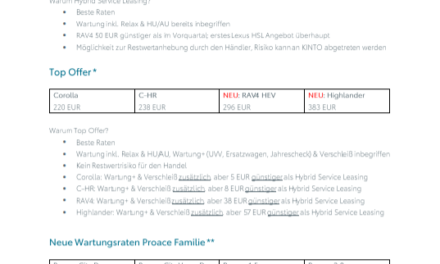 Warum Hybrid Service Leasing?
Beste Raten
Wartung inkl. Relax & HU/AU bereits inbegriffen
RAV4 50 EUR günstiger als im Vorquartal, erstes Lexus HSL Angebot überhaupt
Möglichkeit zur Restwertanhebung durch den Händler, Risiko kann an KINTO abgetreten werden
Top Offer*
Corolla C-HR NEU: RAV4 HEV NEU: Highlander
220 EUR 238 EUR 296 EUR 383 EUR
Warum Top Offer?
Beste Raten
Wartung inkl. Relax & HU/AU, Wartung+ (UVV, Ersatzwagen, Jahrescheck) & Verschleiß inbegriffen
Kein Restwertrisiko für den Handel
Corolla: Wartung+ & Verschleiß zusätzlich, aber 5 EUR günstiger als Hybrid Service Leasing
C-HR: Wartung+ & Verschleiß zusätzlich, aber 8 EUR günstiger als Hybrid Service Leasing
RAV4: Wartung+ & Verschleiß zusätzlich, aber 38 EUR günstiger als Hybrid Service Leasing
Highlander: Wartung+ & Verschleiß zusätzlich, aber 57 EUR günstiger als Hybrid Service Leasing
Neue Wartungsraten Proace Familie**